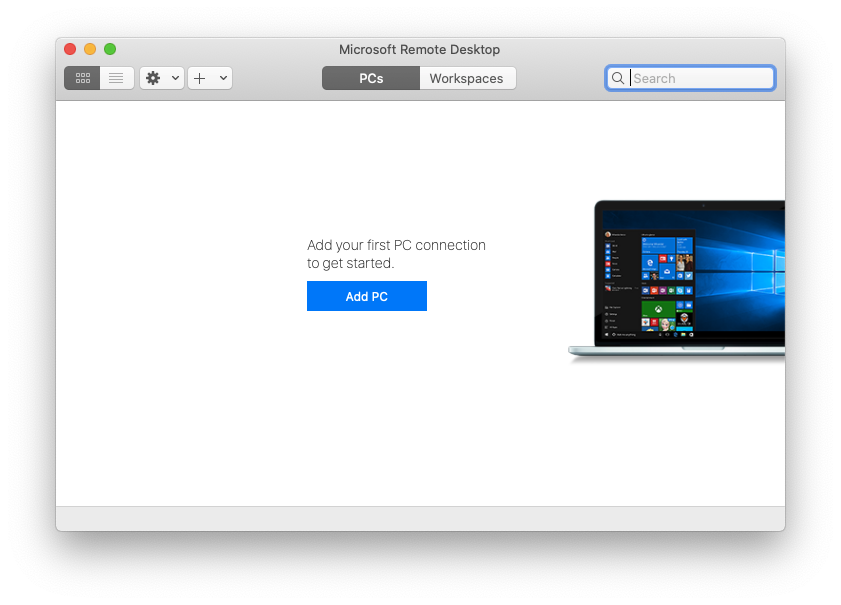 Microsoft Remote Desktop
PCs
Workspaces
Search
Add your first PC connection
to get started.
Add PC